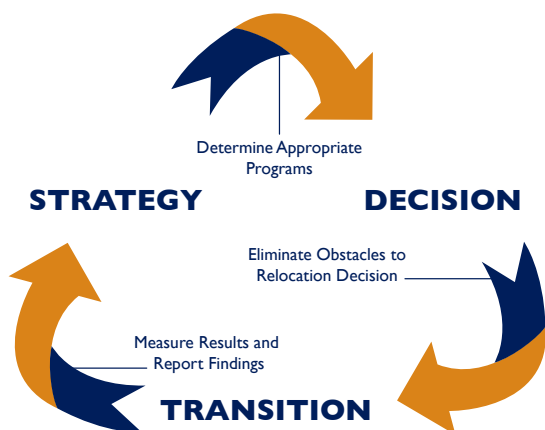 Determine Appropriate
Programs
STRATEGY
DECISION
Eliminate Obstacles to
Relocation Decision
Measure Results and
Report Findings
TRANSITION